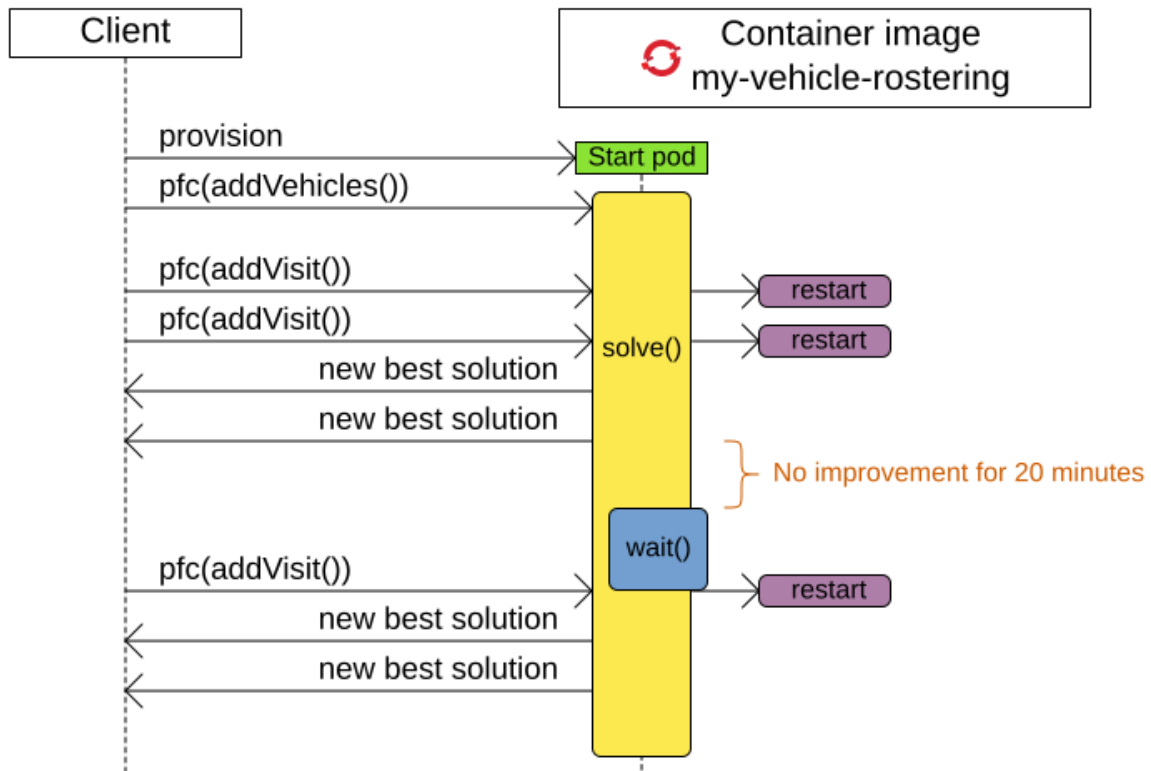 Client
Container image
my-vehicle-rostering
provision
Start pod
pfc(addVehicles())
pfc(addVisit())
restart
pfc(addVisit())
restart
solve()
new best solution
new best solution
No improvement for 20 minutes
wait()
pfc(addVisit())
restart
new best solution
new best solution